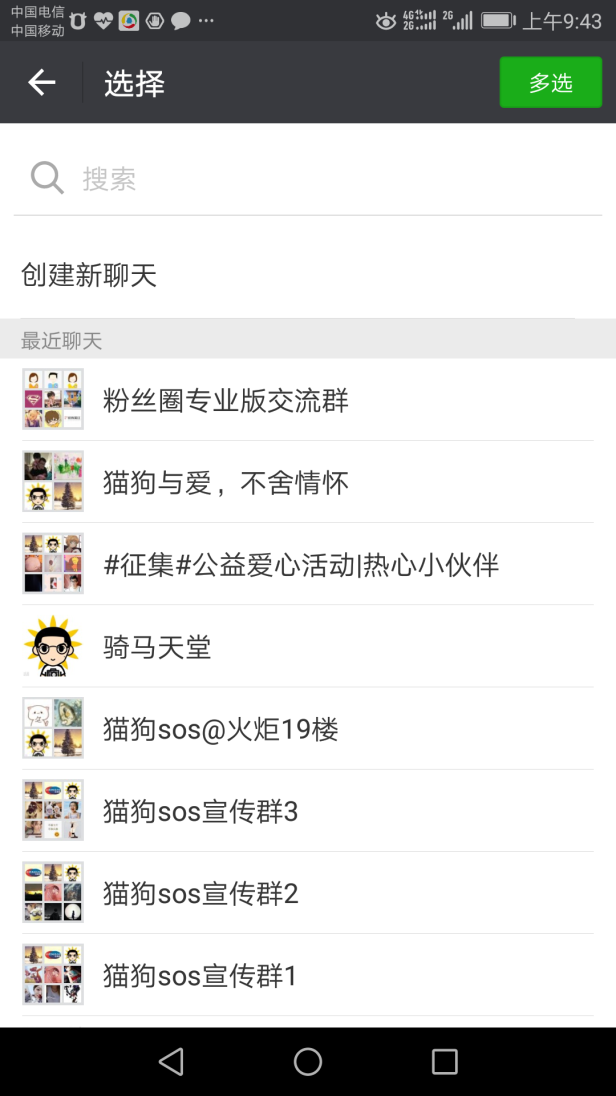 中国电信
中国移动
4G 2G 2G 上午9:43
选择
多选
搜索
创建新聊天
最近聊天
粉丝圈专业版交流群
猫狗与爱，不舍情怀
#征集#公益爱心活动|热心小伙伴
骑马天堂
猫狗sos@火炬19楼
猫狗sos宣传群3
猫狗sos宣传群2
猫狗sos宣传群1